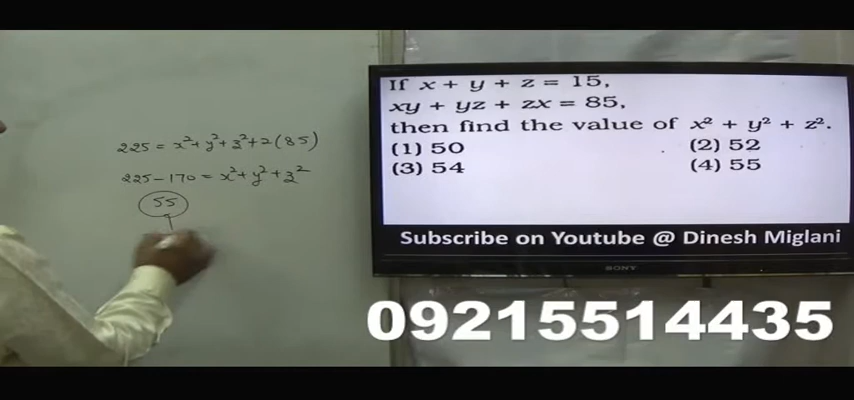 225 = x² + y² + z² + 2(85)
225 - 170 = x² + y² + z²
55
If x + y + z = 15,
xy + yz + zx = 85,
then find the value of x² + y² + z².
(1) 50 (2) 52
(3) 54 (4) 55
Subscribe on Youtube @ Dinesh Miglani
SONY
09215514435